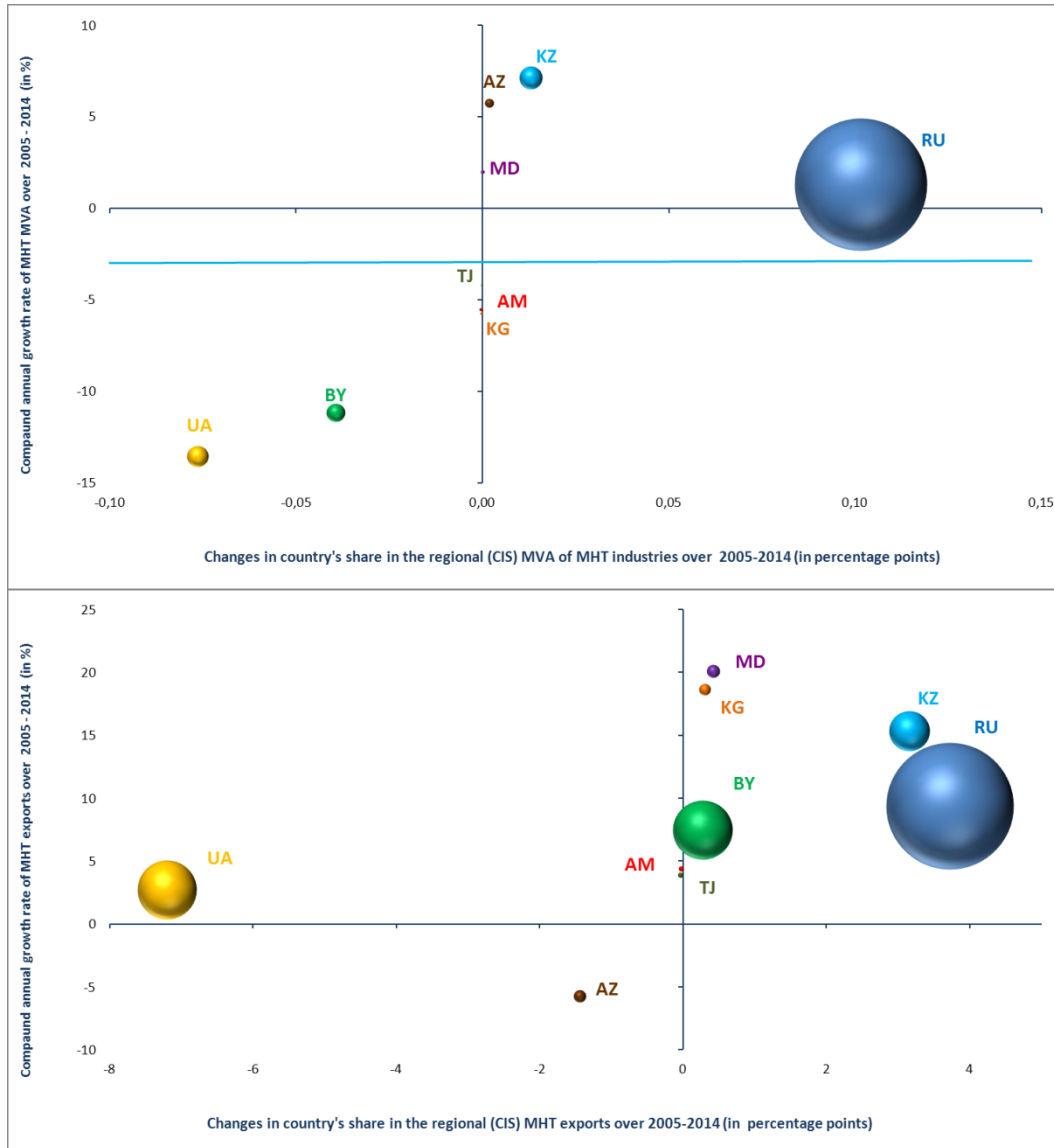 Compaund annual growth rate of MHT MVA over 2005 - 2014 (in %)
10
5
0
-5
-10
-15
KZ
AZ
RU
MD
TJ
AM
KG
BY
UA
-0,10
-0,05
0,00
0,05
0,10
0,15
Changes in country's share in the regional (CIS) MVA of MHT industries over 2005-2014 (in percentage points)
Compaund annual growth rate of MHT exports over 2005 - 2014 (in %)
25
20
15
10
5
0
-5
-10
MD
KG
KZ
RU
BY
UA
AM
TJ
AZ
-8
-6
-4
-2
0
2
4
Changes in country's share in the regional (CIS) MHT exports over 2005-2014 (in percentage points)